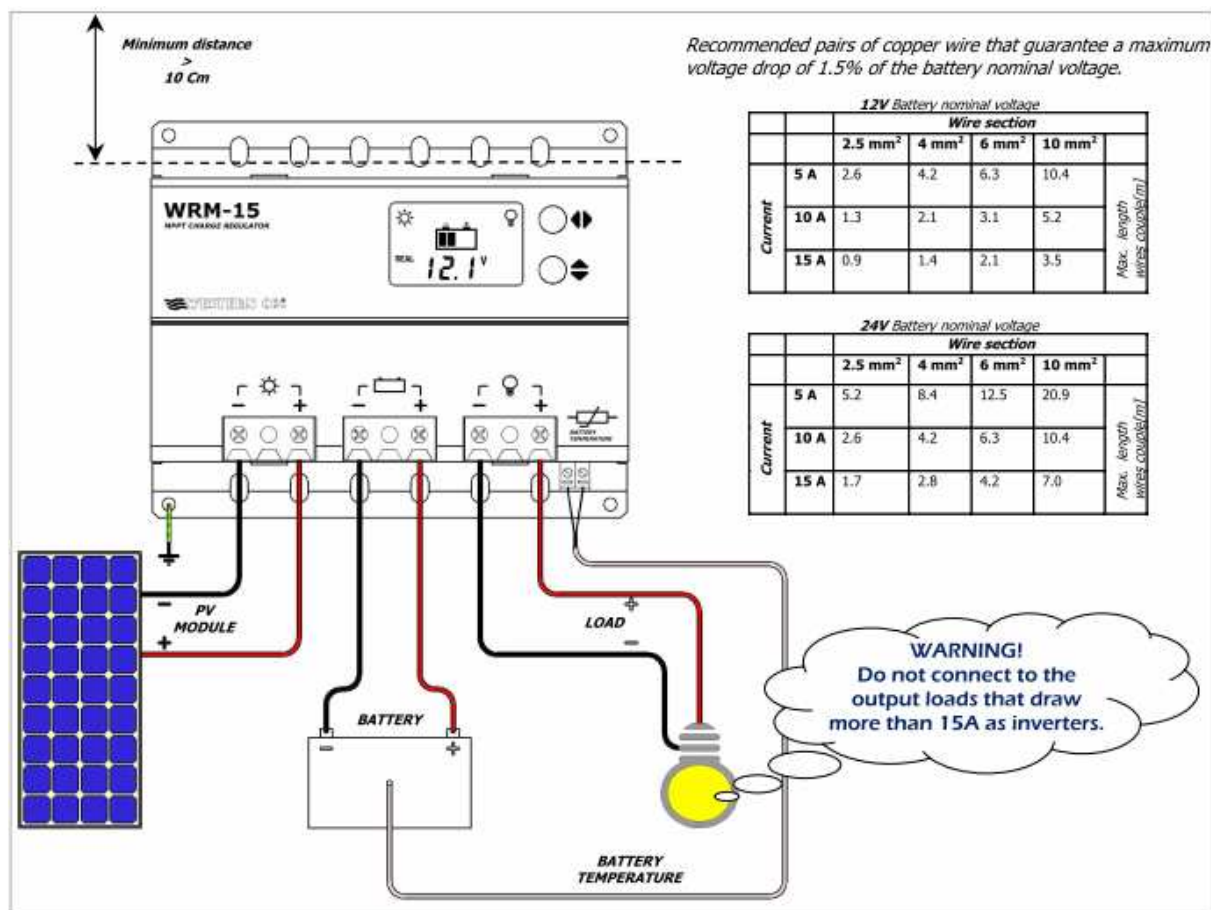 Minimum distance
>
10 Cm
Recommended pairs of copper wire that guarantee a maximum
voltage drop of 1.5% of the battery nominal voltage.
12V Battery nominal voltage
Wire section
2.5 mm² 4 mm² 6 mm² 10 mm²
Current
5 A 2.6 4.2 6.3 10.4
10 A 1.3 2.1 3.1 5.2
15 A 0.9 1.4 2.1 3.5
Max. length
wires couple[m]
WRM-15
MPPT CHARGE REGULATOR
REAL 12.1 V
WESTERN CO.
24V Battery nominal voltage
Wire section
2.5 mm² 4 mm² 6 mm² 10 mm²
Current
5 A 5.2 8.4 12.5 20.9
10 A 2.6 4.2 6.3 10.4
15 A 1.7 2.8 4.2 7.0
Max. length
wires couple[m]
− + − + − +
BATTERY
TEMPERATURE
−
PV
MODULE
+
+
LOAD
−
BATTERY
− +
WARNING!
Do not connect to the
output loads that draw
more than 15A as inverters.
BATTERY
TEMPERATURE